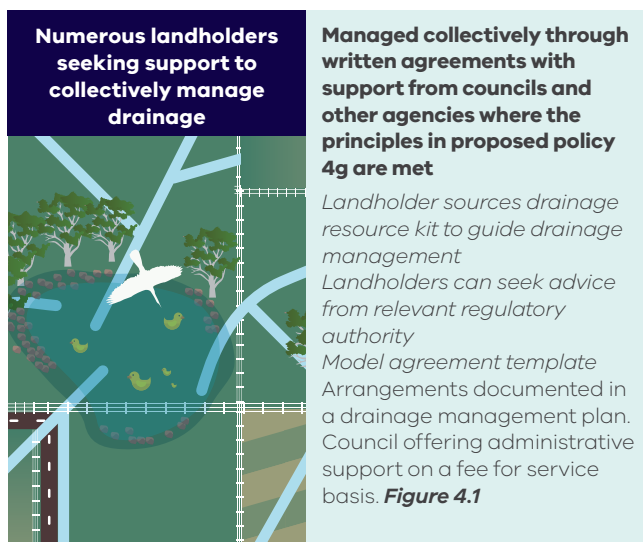 Numerous landholders
seeking support to
collectively manage
drainage
Managed collectively through
written agreements with
support from councils and
other agencies where the
principles in proposed policy
4g are met
Landholder sources drainage
resource kit to guide drainage
management
Landholders can seek advice
from relevant regulatory
authority
Model agreement template
Arrangements documented in
a drainage management plan.
Council offering administrative
support on a fee for service
basis. Figure 4.1